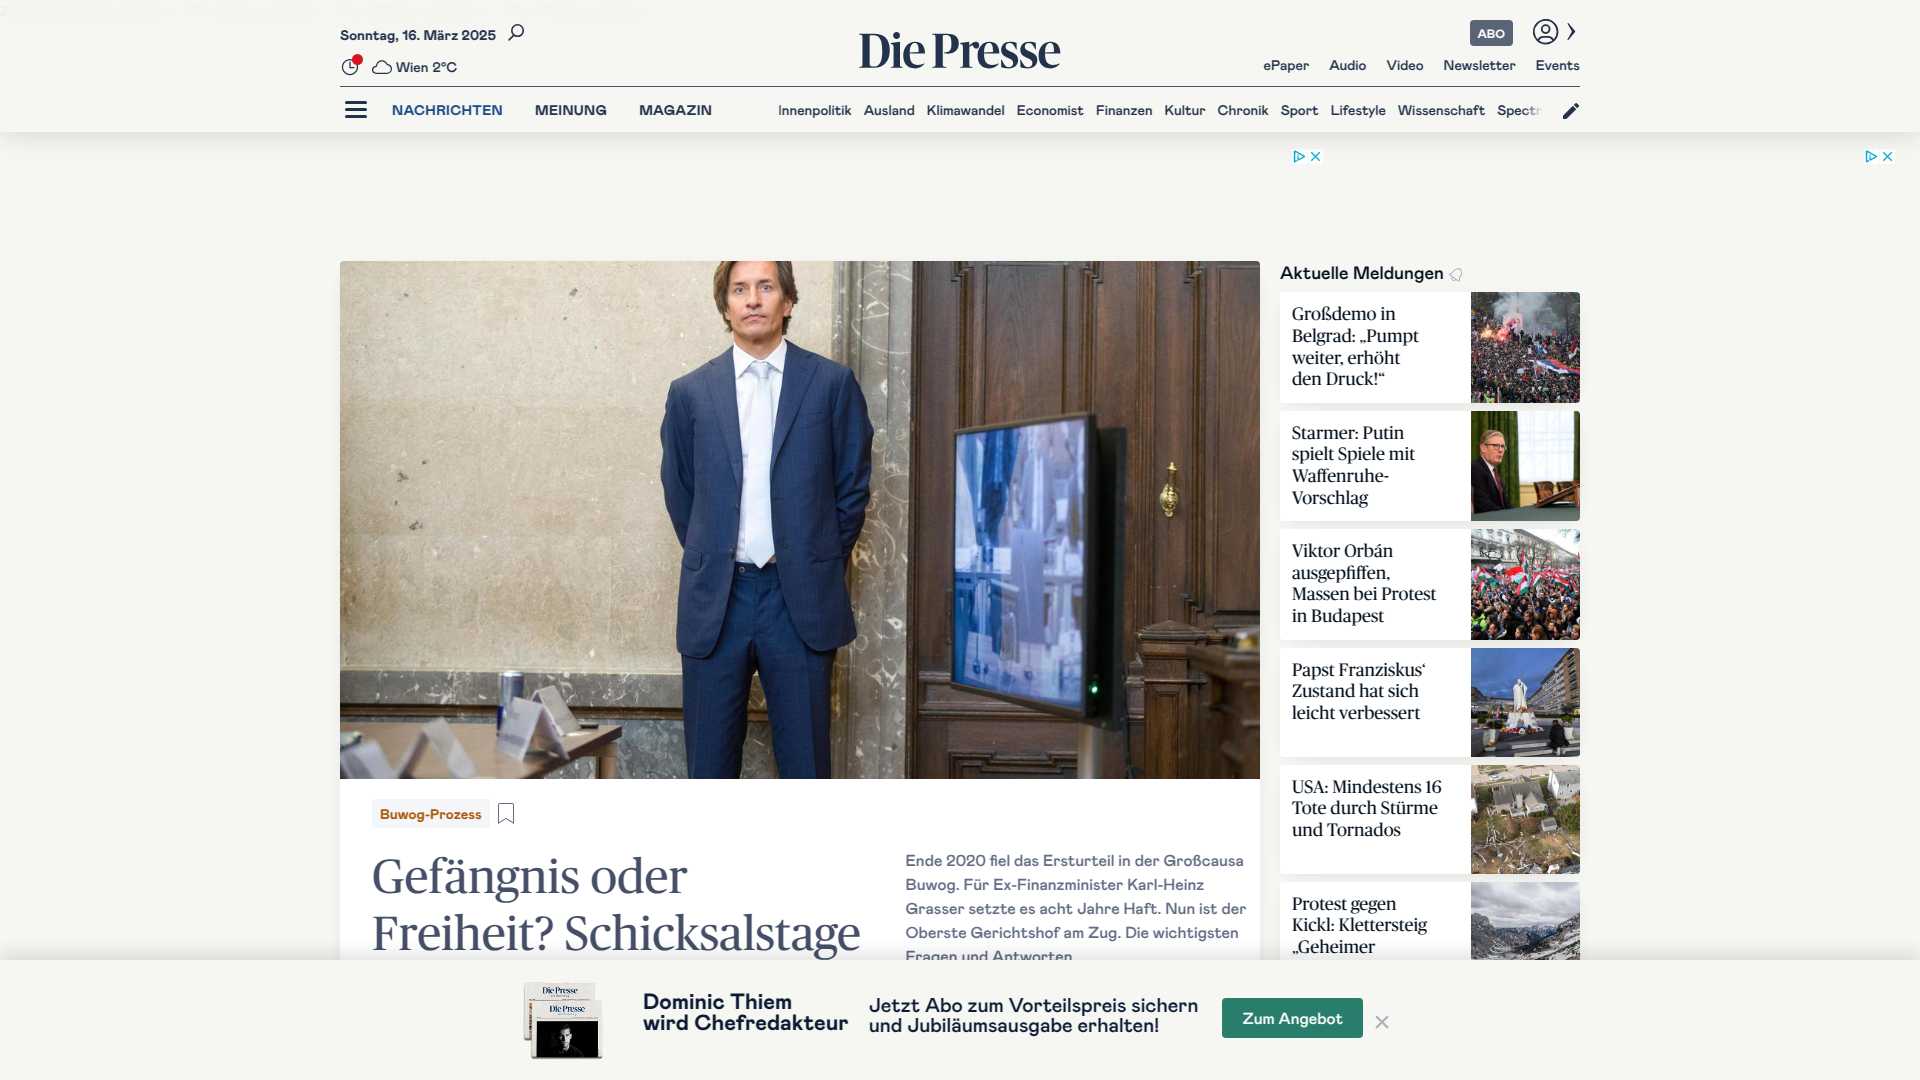 Sonntag, 16. März 2025
Wien 2°C
Die Presse
ABO
ePaper Audio Video Newsletter Events
NACHRICHTEN MEINUNG MAGAZIN
Innenpolitik Ausland Klimawandel Economist Finanzen Kultur Chronik Sport Lifestyle Wissenschaft
Buwog-Prozess
Gefängnis oder
Freiheit? Schicksalstage
Ende 2020 fiel das Ersturteil in der Großcausa
Buwog. Für Ex-Finanzminister Karl-Heinz
Grasser setzte es acht Jahre Haft. Nun ist der
Oberste Gerichtshof am Zug. Die wichtigsten
Fragen und Antworten.
Aktuelle Meldungen
Großdemo in
Belgrad: „Pumpt
weiter, erhöht
den Druck!“
Starmer: Putin
spielt Spiele mit
Waffenruhe-
Vorschlag
Viktor Orbán
ausgepfiffen,
Massen bei Protest
in Budapest
Papst Franziskus‘
Zustand hat sich
leicht verbessert
USA: Mindestens 16
Tote durch Stürme
und Tornados
Protest gegen
Kickl: Klettersteig
„Geheimer
Die Presse
Die Presse
Dominic Thiem
wird Chefredakteur
Jetzt Abo zum Vorteilspreis sichern
und Jubiläumsausgabe erhalten!
Zum Angebot